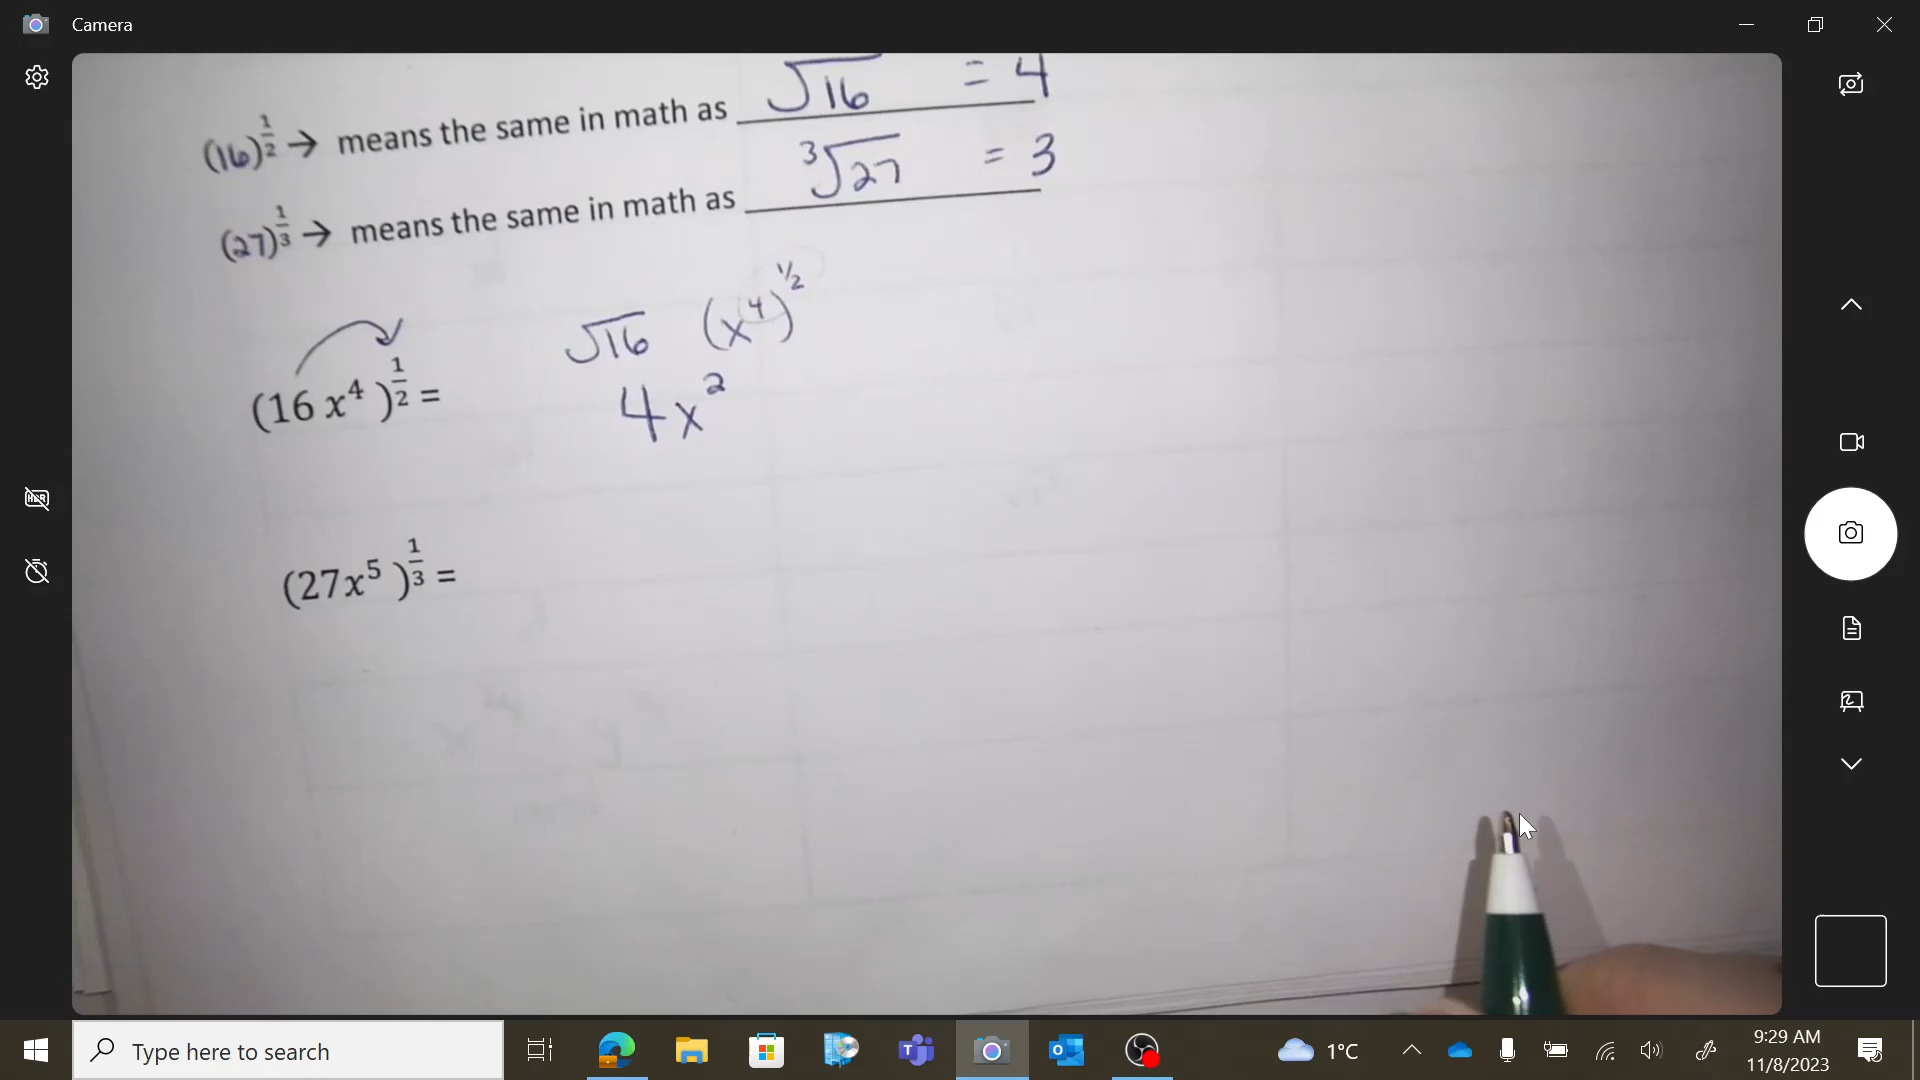 Camera
√16 = 4
(16)^(1/2) → means the same in math as
∛27 = 3
(27)^(1/3) → means the same in math as
√16 (x⁴)^(1/2)
(16 x⁴ )^(1/2) =
4x²
(27x⁵ )^(1/3) =
Type here to search
1°C
9:29 AM
11/8/2023